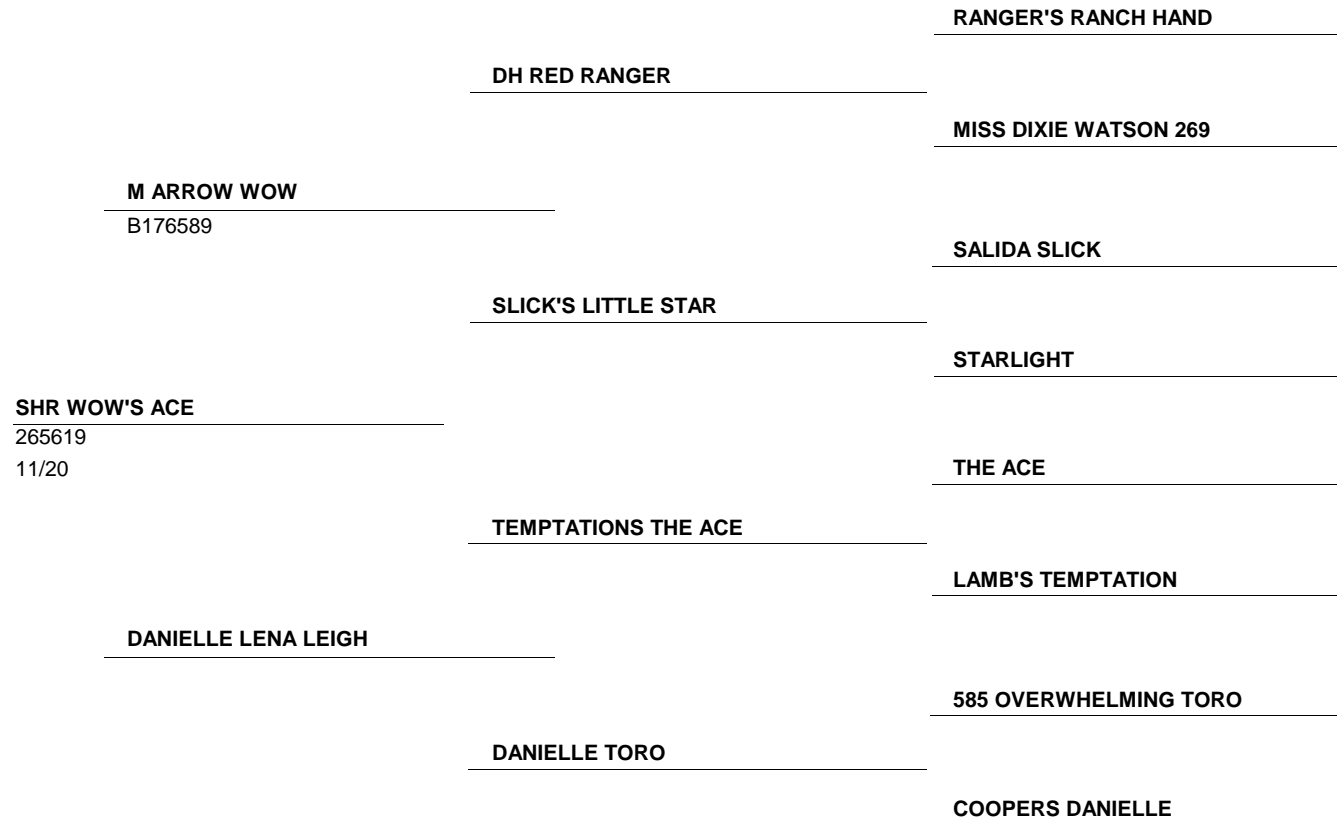 RANGER'S RANCH HAND
DH RED RANGER
MISS DIXIE WATSON 269
M ARROW WOW
B176589
SALIDA SLICK
SLICK'S LITTLE STAR
STARLIGHT
SHR WOW'S ACE
265619
11/20
THE ACE
TEMPTATIONS THE ACE
LAMB'S TEMPTATION
DANIELLE LENA LEIGH
585 OVERWHELMING TORO
DANIELLE TORO
COOPERS DANIELLE